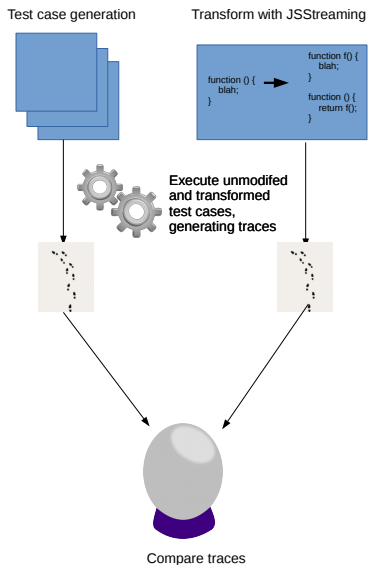 Test case generation
Transform with JSStreaming
function () {
blah;
}
function f() {
blah;
}
function () {
return f();
}
Execute unmodifed
and transformed
test cases,
generating traces
Compare traces